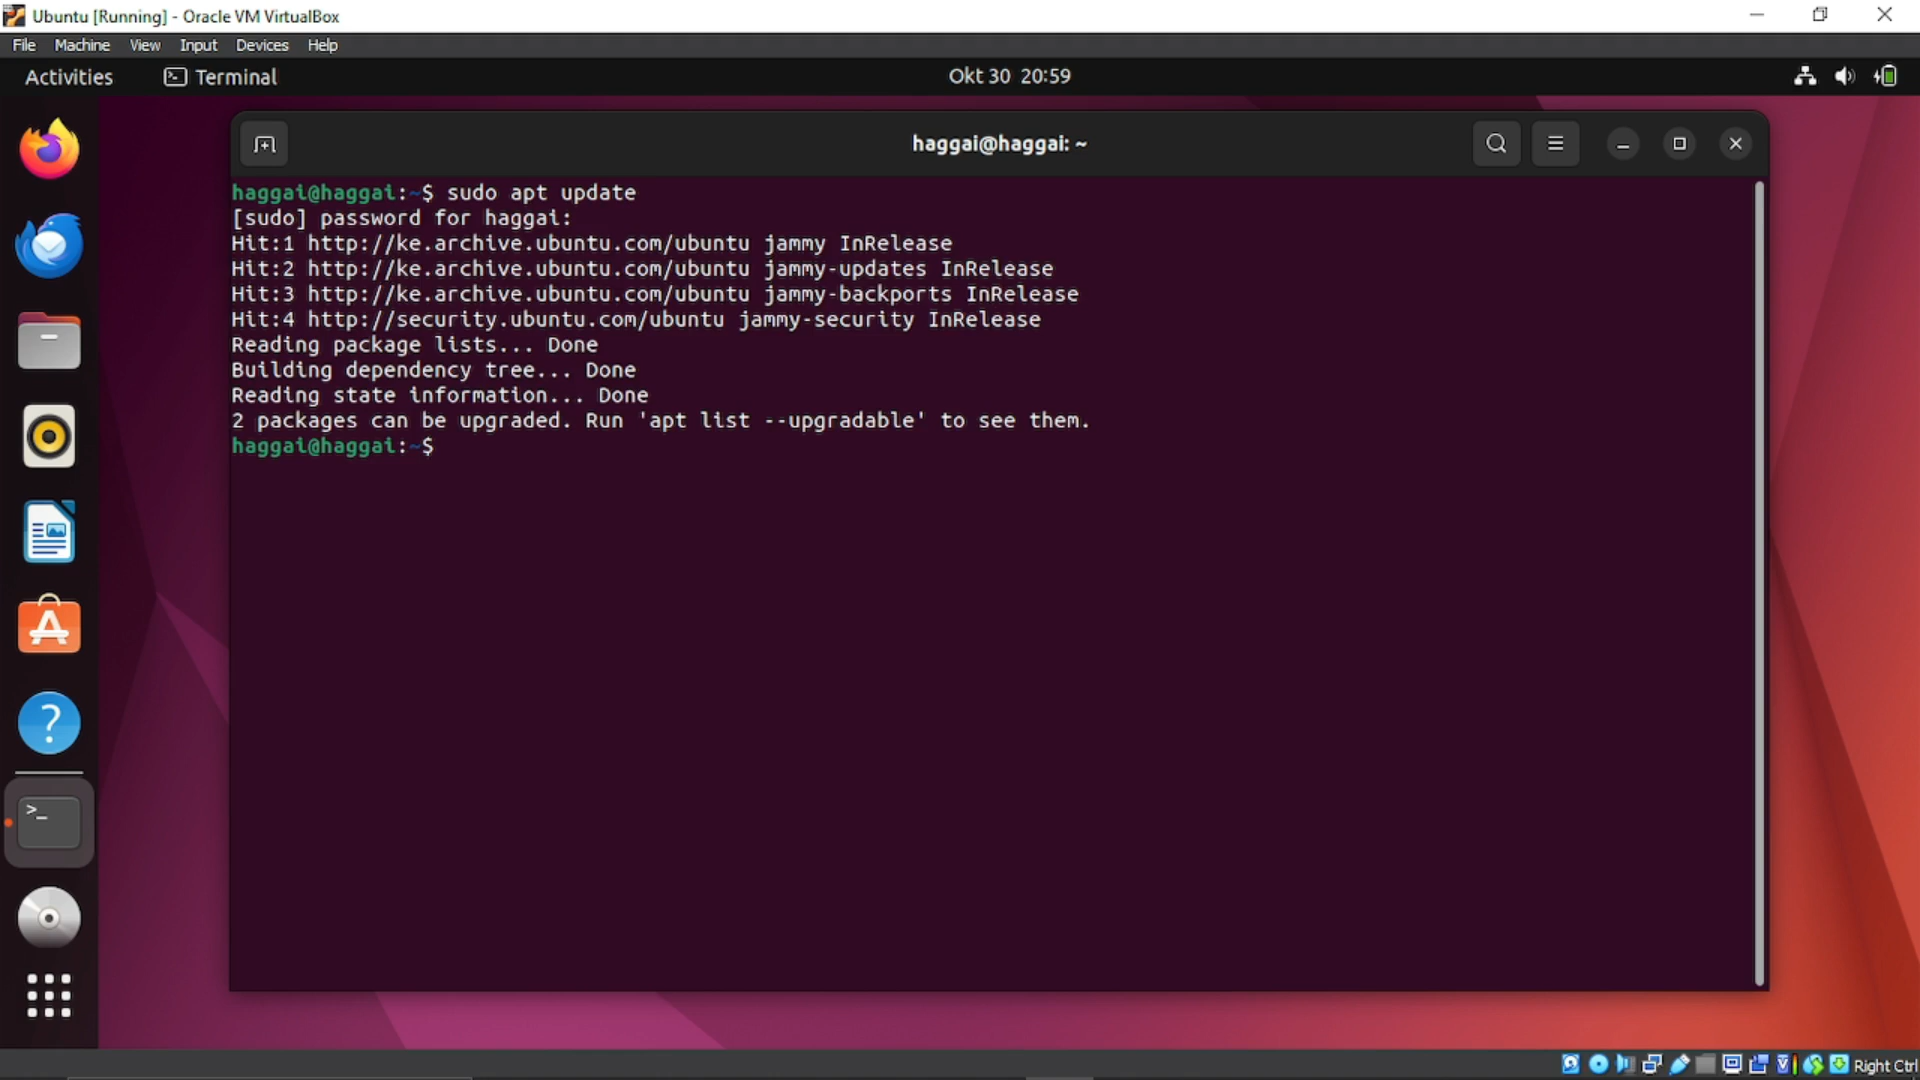 Ubuntu [Running] - Oracle VM VirtualBox
File Machine View Input Devices Help
Activities Terminal Okt 30 20:59
haggai@haggai: ~
haggai@haggai:~$ sudo apt update
[sudo] password for haggai:
Hit:1 http://ke.archive.ubuntu.com/ubuntu jammy InRelease
Hit:2 http://ke.archive.ubuntu.com/ubuntu jammy-updates InRelease
Hit:3 http://ke.archive.ubuntu.com/ubuntu jammy-backports InRelease
Hit:4 http://security.ubuntu.com/ubuntu jammy-security InRelease
Reading package lists... Done
Building dependency tree... Done
Reading state information... Done
2 packages can be upgraded. Run 'apt list --upgradable' to see them.
haggai@haggai:~$
Right Ctrl